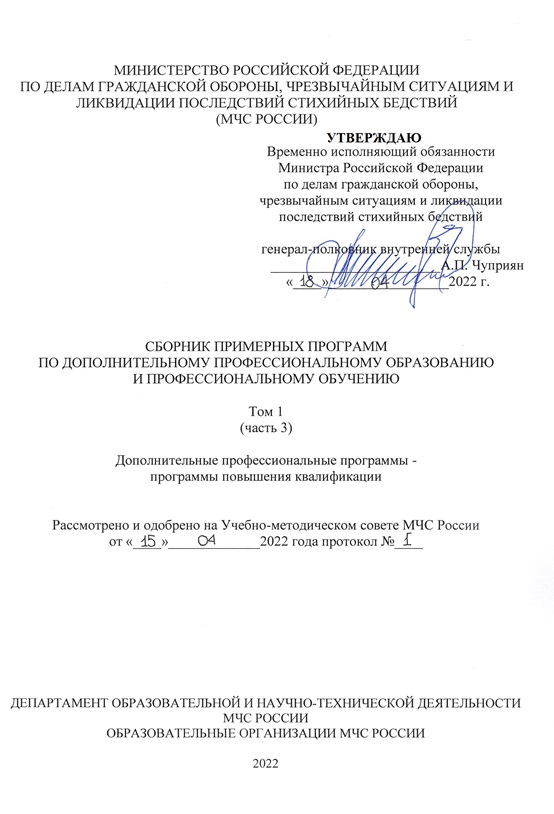 МИНИСТЕРСТВО РОССИЙСКОЙ ФЕДЕРАЦИИ
ПО ДЕЛАМ ГРАЖДАНСКОЙ ОБОРОНЫ, ЧРЕЗВЫЧАЙНЫМ СИТУАЦИЯМ И
ЛИКВИДАЦИИ ПОСЛЕДСТВИЙ СТИХИЙНЫХ БЕДСТВИЙ
(МЧС РОССИИ)
УТВЕРЖДАЮ
Временно исполняющий обязанности
Министра Российской Федерации
по делам гражданской обороны,
чрезвычайным ситуациям и ликвидации
последствий стихийных бедствий
генерал-полковник внутренней службы
А.П. Чуприян
«18» 04 2022 г.
СБОРНИК ПРИМЕРНЫХ ПРОГРАММ
ПО ДОПОЛНИТЕЛЬНОМУ ПРОФЕССИОНАЛЬНОМУ ОБРАЗОВАНИЮ
И ПРОФЕССИОНАЛЬНОМУ ОБУЧЕНИЮ
Том 1
(часть 3)
Дополнительные профессиональные программы -
программы повышения квалификации
Рассмотрено и одобрено на Учебно-методическом совете МЧС России
от «15» 04 2022 года протокол № 1
ДЕПАРТАМЕНТ ОБРАЗОВАТЕЛЬНОЙ И НАУЧНО-ТЕХНИЧЕСКОЙ ДЕЯТЕЛЬНОСТИ
МЧС РОССИИ
ОБРАЗОВАТЕЛЬНЫЕ ОРГАНИЗАЦИИ МЧС РОССИИ
2022